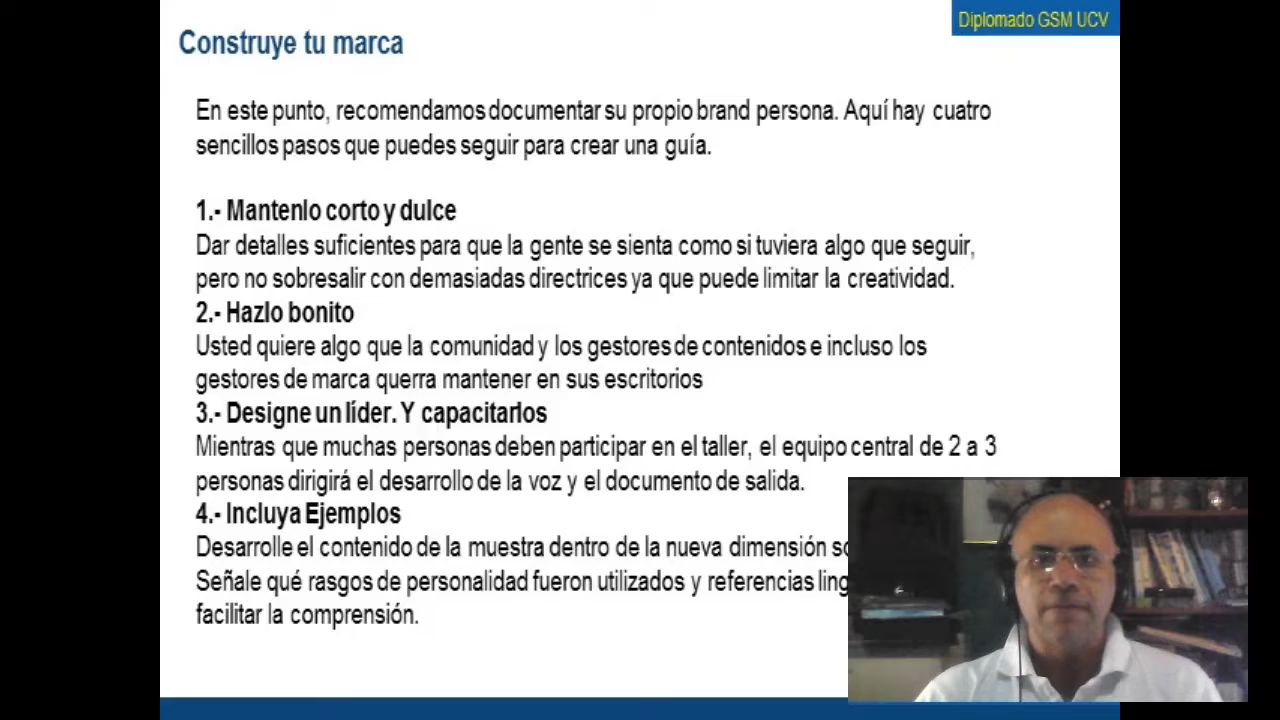 Diplomado GSM UCV
Construye tu marca
En este punto, recomendamos documentar su propio brand persona. Aquí hay cuatro
sencillos pasos que puedes seguir para crear una guía.
1.- Mantenlo corto y dulce
Dar detalles suficientes para que la gente se sienta como si tuviera algo que seguir,
pero no sobresalir con demasiadas directrices ya que puede limitar la creatividad.
2.- Hazlo bonito
Usted quiere algo que la comunidad y los gestores de contenidos e incluso los
gestores de marca querra mantener en sus escritorios
3.- Designe un líder. Y capacitarlos
Mientras que muchas personas deben participar en el taller, el equipo central de 2 a 3
personas dirigirá el desarrollo de la voz y el documento de salida.
4.- Incluya Ejemplos
Desarrolle el contenido de la muestra dentro de la nueva dimensión
Señale qué rasgos de personalidad fueron utilizados y referencias
facilitar la comprensión.